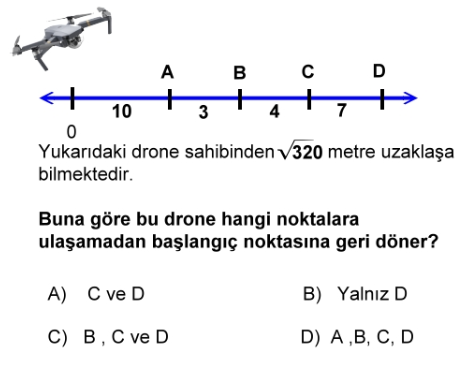 A B C D
10 3 4 7
0
Yukarıdaki drone sahibinden √320 metre uzaklaşa
bilmektedir.
Buna göre bu drone hangi noktalara
ulaşamadan başlangıç noktasına geri döner?
A) C ve D B) Yalnız D
C) B , C ve D D) A ,B, C, D